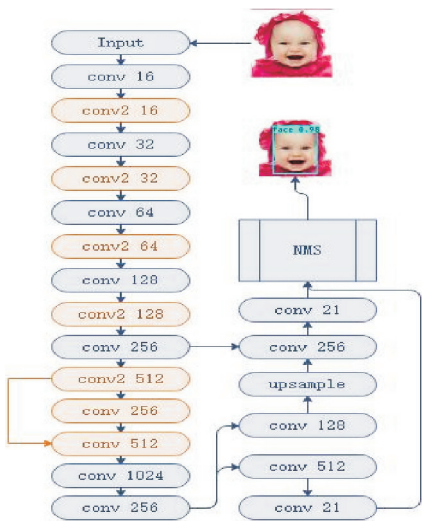 Input
conv 16
conv2 16
conv 32
conv2 32
conv 64
conv2 64
conv 128
conv2 128
conv 256
conv2 512
conv 256
conv 512
conv 1024
conv 256
face 0.98
NMS
conv 21
conv 256
upsample
conv 128
conv 512
conv 21